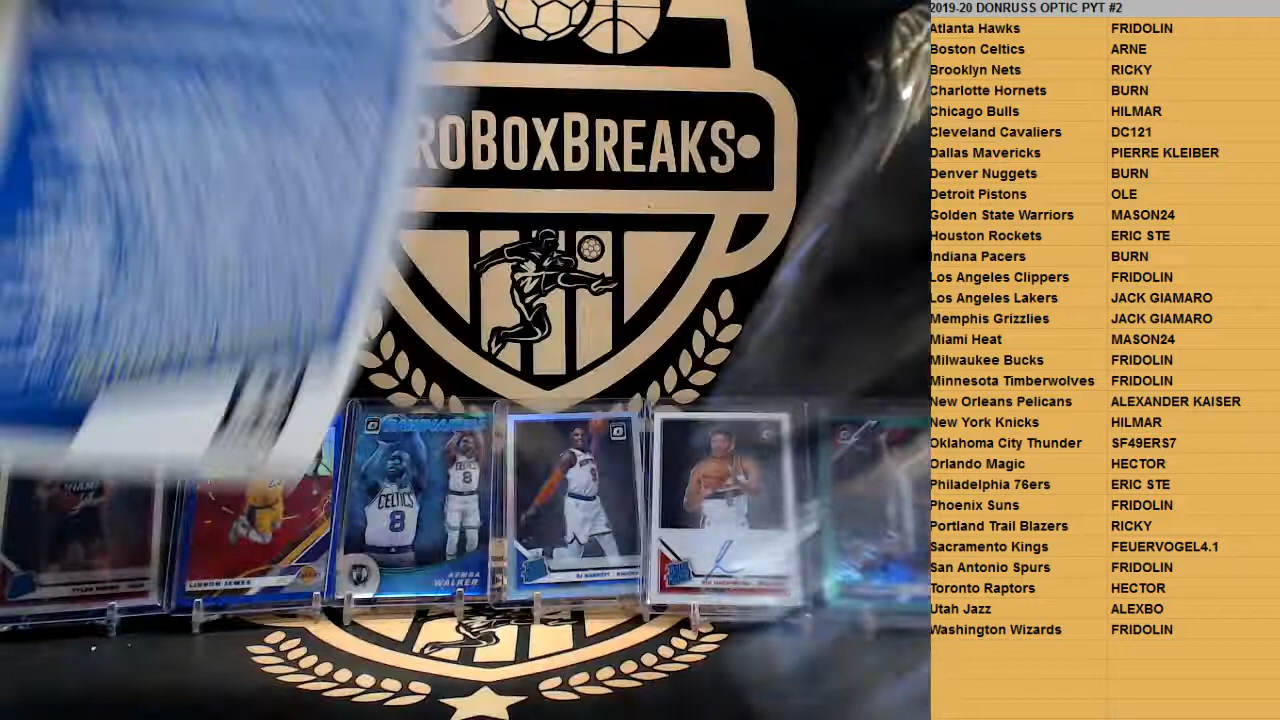 2019-20 DONRUSS OPTIC PYT #2
Atlanta Hawks FRIDOLIN
Boston Celtics ARNE
Brooklyn Nets RICKY
Charlotte Hornets BURN
Chicago Bulls HILMAR
Cleveland Cavaliers DC121
Dallas Mavericks PIERRE KLEIBER
Denver Nuggets BURN
Detroit Pistons OLE
Golden State Warriors MASON24
Houston Rockets ERIC STE
Indiana Pacers BURN
Los Angeles Clippers FRIDOLIN
Los Angeles Lakers JACK GIAMARO
Memphis Grizzlies JACK GIAMARO
Miami Heat MASON24
Milwaukee Bucks FRIDOLIN
Minnesota Timberwolves FRIDOLIN
New Orleans Pelicans ALEXANDER KAISER
New York Knicks HILMAR
Oklahoma City Thunder SF49ERS7
Orlando Magic HECTOR
Philadelphia 76ers ERIC STE
Phoenix Suns FRIDOLIN
Portland Trail Blazers RICKY
Sacramento Kings FEUERVOGEL4.1
San Antonio Spurs FRIDOLIN
Toronto Raptors HECTOR
Utah Jazz ALEXBO
Washington Wizards FRIDOLIN
ROBOXBREAKS
LEBRON JAMES
CELTICS
8
CELTICS
8
KEMBA
WALKER
RJ BARRETT